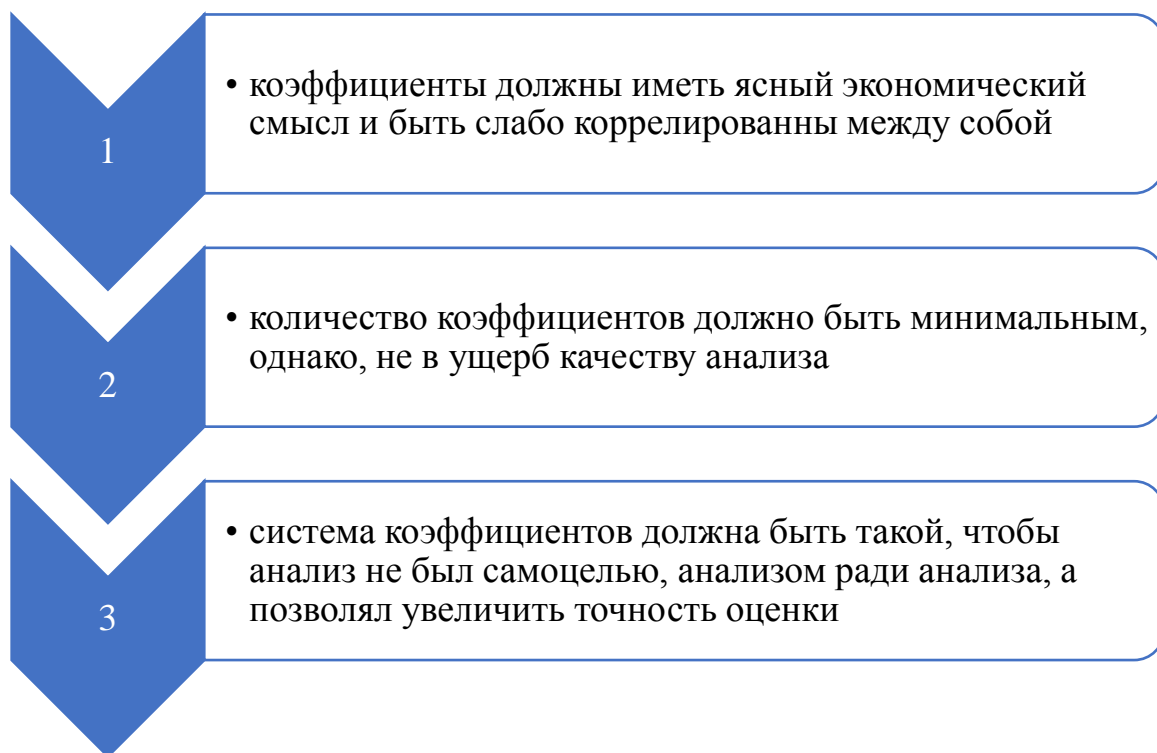 1
• коэффициенты должны иметь ясный экономический
смысл и быть слабо коррелированны между собой
2
• количество коэффициентов должно быть минимальным,
однако, не в ущерб качеству анализа
3
• система коэффициентов должна быть такой, чтобы
анализ не был самоцелью, анализом ради анализа, а
позволял увеличить точность оценки